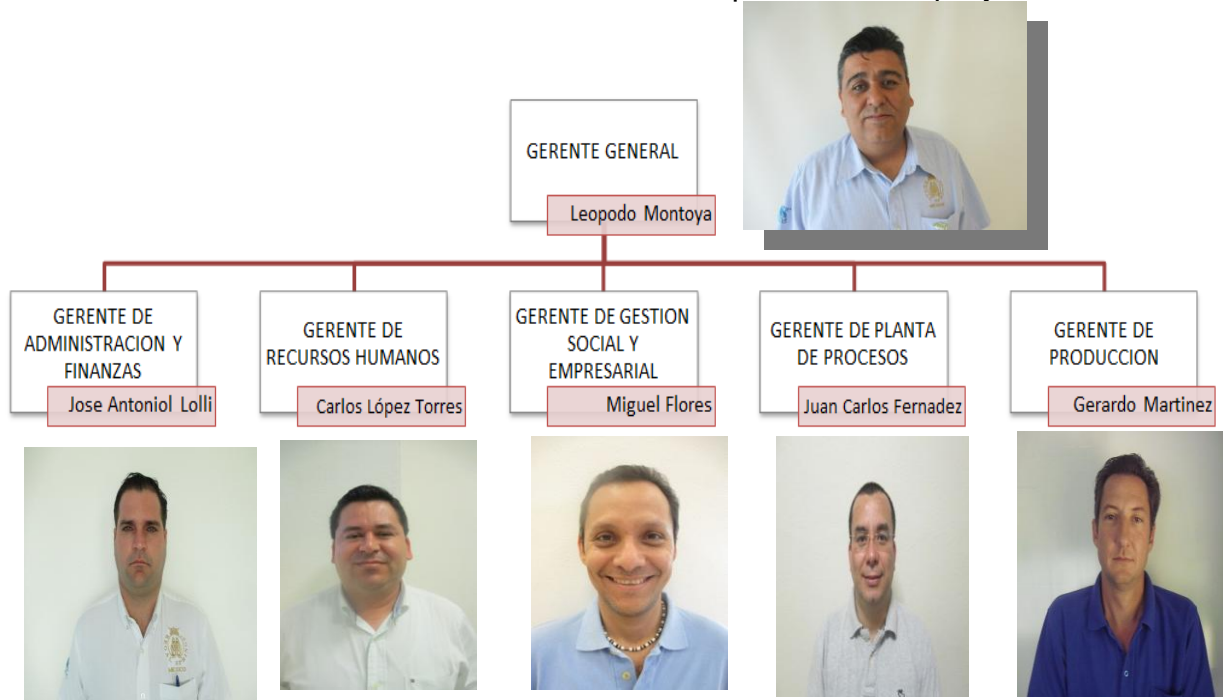 GERENTE GENERAL
Leopodo Montoya
GERENTE DE
ADMINISTRACION Y
FINANZAS
Jose Antoniol Lolli
GERENTE DE
RECURSOS HUMANOS
Carlos López Torres
GERENTE DE GESTION
SOCIAL Y
EMPRESARIAL
Miguel Flores
GERENTE DE PLANTA
DE PROCESOS
Juan Carlos Fernadez
GERENTE DE
PRODUCCION
Gerardo Martinez
MEXICO